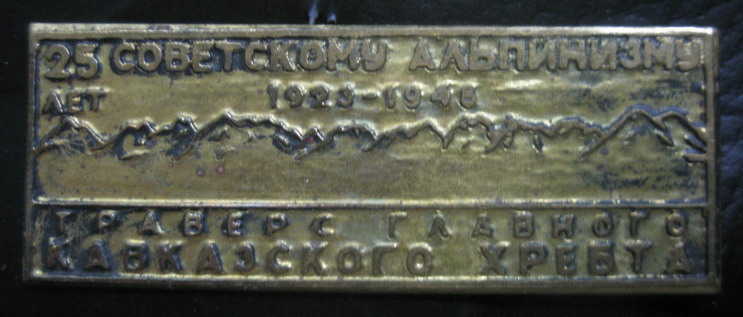 25 СОВЕТСКОМУ АЛЬПИНИЗМУ
ЛЕТ 1923-1948
ТРАВЕРС ГЛАВНОГО
КАВКАЗСКОГО ХРЕБТА